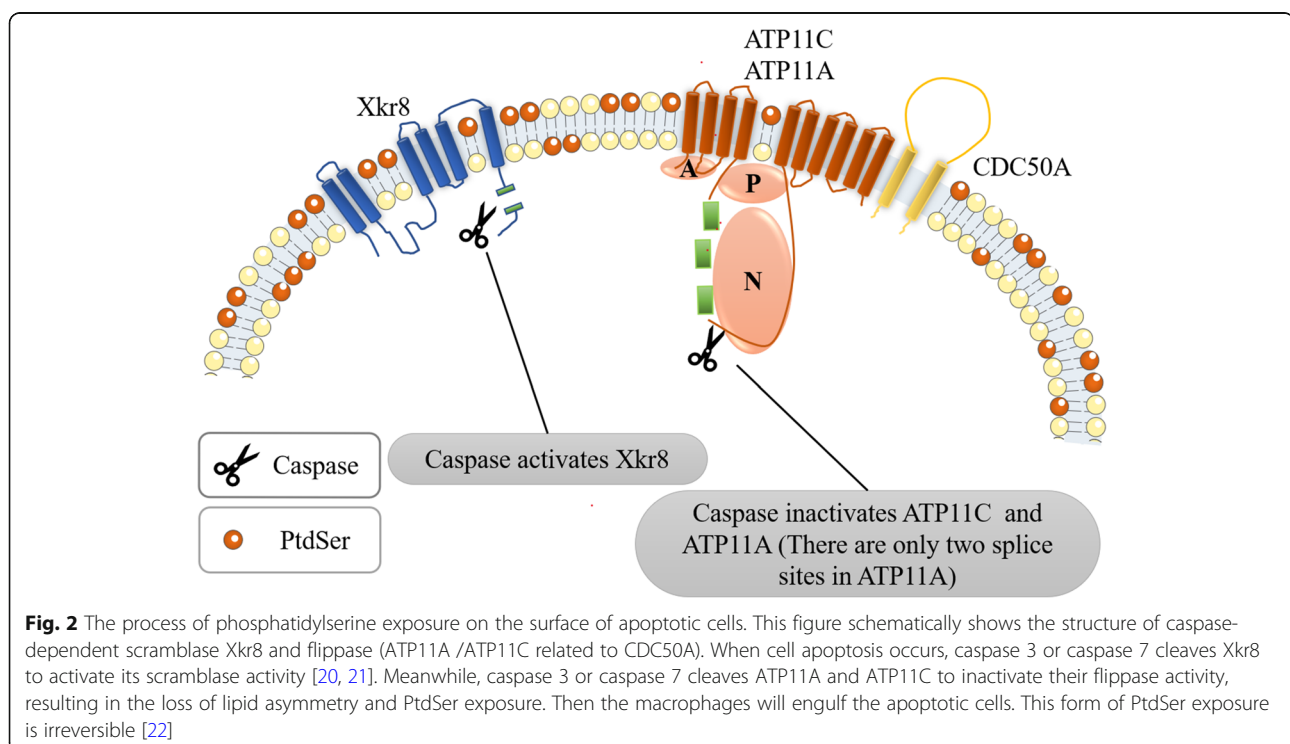 ATP11C
ATP11A
Xkr8
CDC50A
A
P
N
Caspase
PtdSer
Caspase activates Xkr8
Caspase inactivates ATP11C and
ATP11A (There are only two splice
sites in ATP11A)
Fig. 2 The process of phosphatidylserine exposure on the surface of apoptotic cells. This figure schematically shows the structure of caspase-
dependent scramblase Xkr8 and flippase (ATP11A /ATP11C related to CDC50A). When cell apoptosis occurs, caspase 3 or caspase 7 cleaves Xkr8
to activate its scramblase activity [20, 21]. Meanwhile, caspase 3 or caspase 7 cleaves ATP11A and ATP11C to inactivate their flippase activity,
resulting in the loss of lipid asymmetry and PtdSer exposure. Then the macrophages will engulf the apoptotic cells. This form of PtdSer exposure
is irreversible [22]